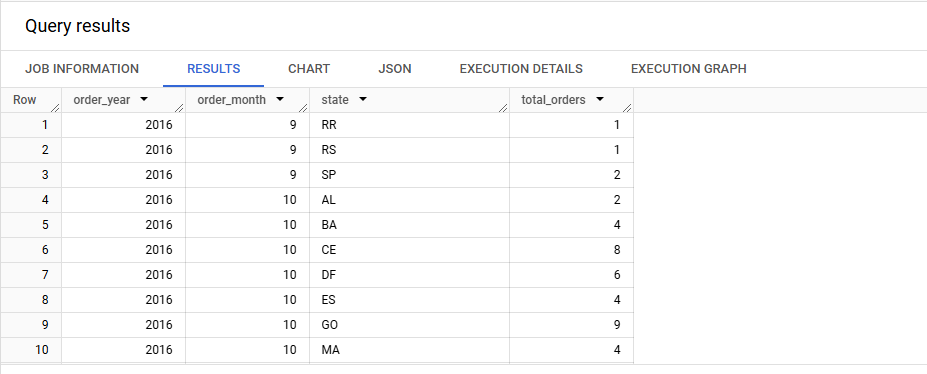 Query results
JOB INFORMATION RESULTS CHART JSON EXECUTION DETAILS EXECUTION GRAPH
Row order_year order_month state total_orders
1 2016 9 RR 1
2 2016 9 RS 1
3 2016 9 SP 2
4 2016 10 AL 2
5 2016 10 BA 4
6 2016 10 CE 8
7 2016 10 DF 6
8 2016 10 ES 4
9 2016 10 GO 9
10 2016 10 MA 4